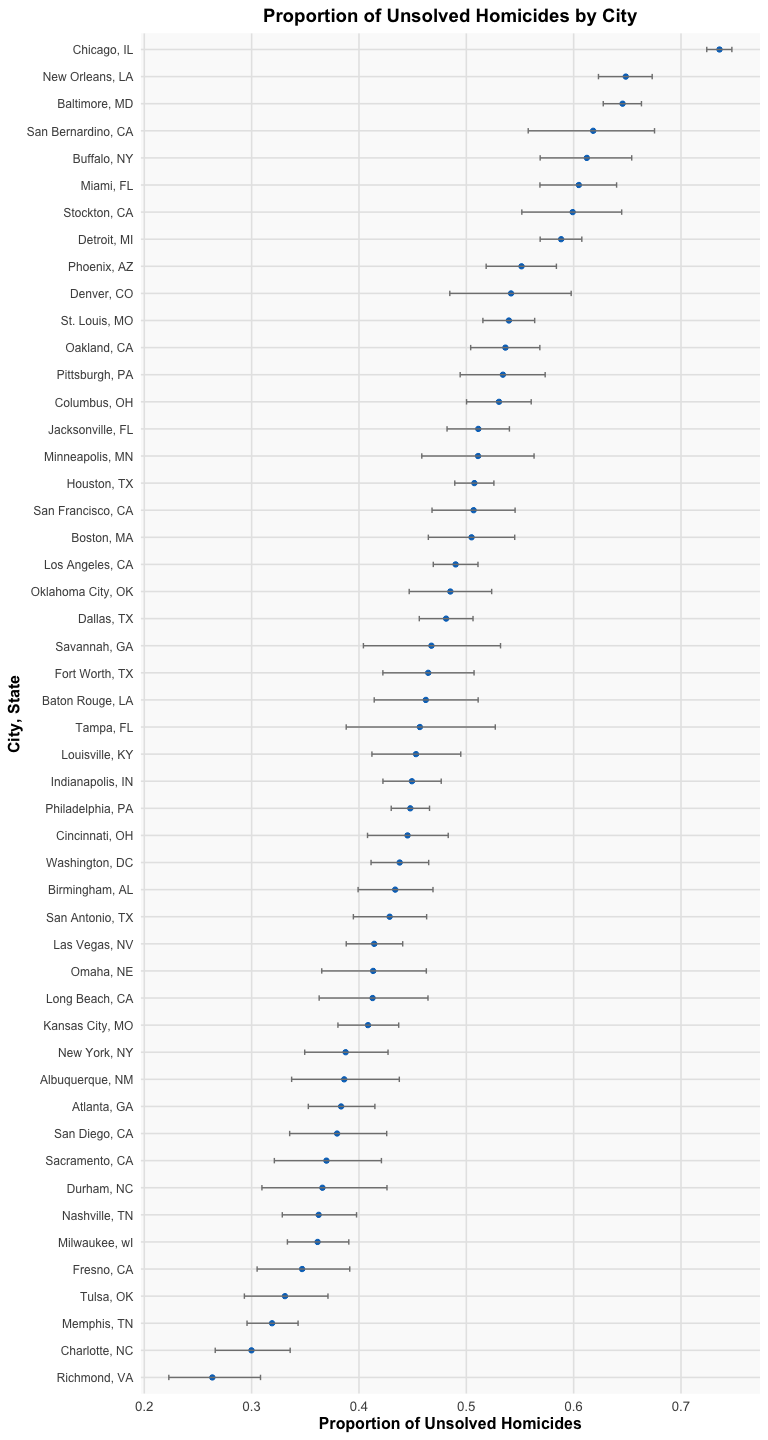 Proportion of Unsolved Homicides by City
City, State
Chicago, IL
New Orleans, LA
Baltimore, MD
San Bernardino, CA
Buffalo, NY
Miami, FL
Stockton, CA
Detroit, MI
Phoenix, AZ
Denver, CO
St. Louis, MO
Oakland, CA
Pittsburgh, PA
Columbus, OH
Jacksonville, FL
Minneapolis, MN
Houston, TX
San Francisco, CA
Boston, MA
Los Angeles, CA
Oklahoma City, OK
Dallas, TX
Savannah, GA
Fort Worth, TX
Baton Rouge, LA
Tampa, FL
Louisville, KY
Indianapolis, IN
Philadelphia, PA
Cincinnati, OH
Washington, DC
Birmingham, AL
San Antonio, TX
Las Vegas, NV
Omaha, NE
Long Beach, CA
Kansas City, MO
New York, NY
Albuquerque, NM
Atlanta, GA
San Diego, CA
Sacramento, CA
Durham, NC
Nashville, TN
Milwaukee, wI
Fresno, CA
Tulsa, OK
Memphis, TN
Charlotte, NC
Richmond, VA
0.2 0.3 0.4 0.5 0.6 0.7
Proportion of Unsolved Homicides